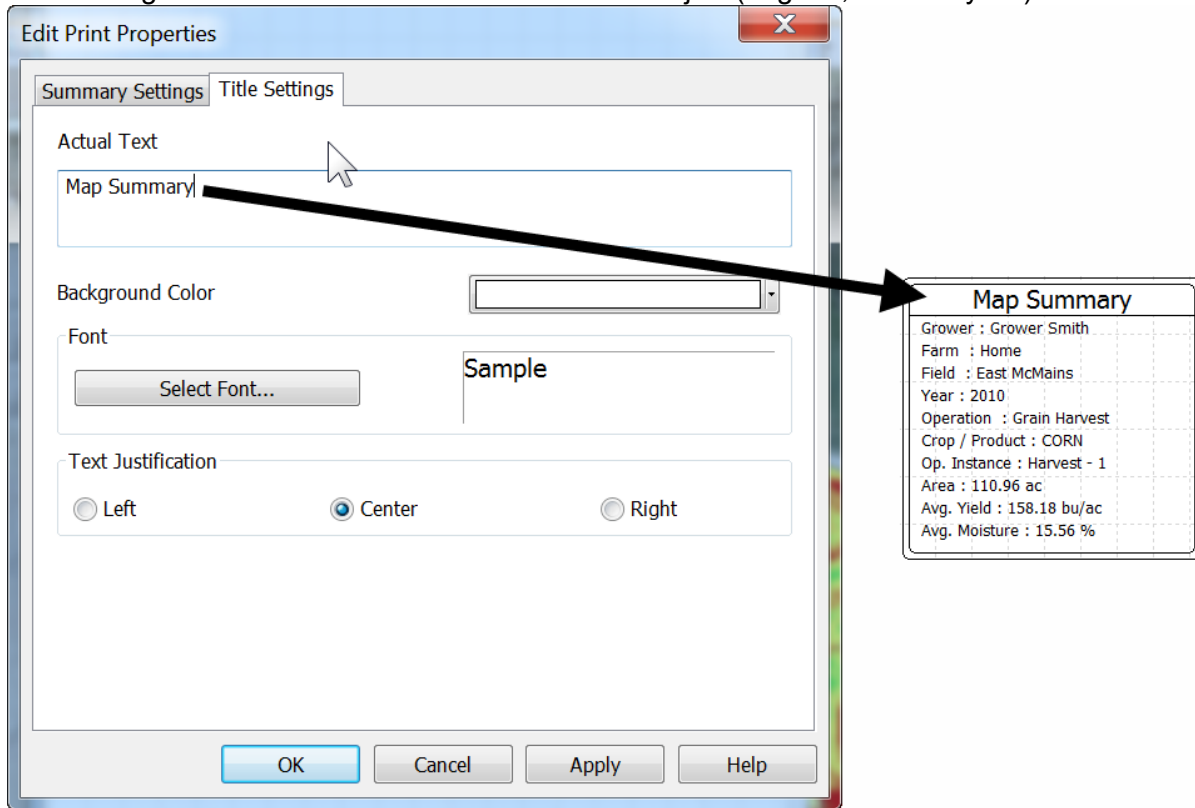 Edit Print Properties
X
Summary Settings Title Settings
Actual Text
Map Summary
Background Color
Font
Select Font...
Sample
Text Justification
Left Center Right
OK Cancel Apply Help
Map Summary
Grower : Grower Smith
Farm : Home
Field : East McMains
Year : 2010
Operation : Grain Harvest
Crop / Product : CORN
Op. Instance : Harvest - 1
Area : 110.96 ac
Avg. Yield : 158.18 bu/ac
Avg. Moisture : 15.56 %